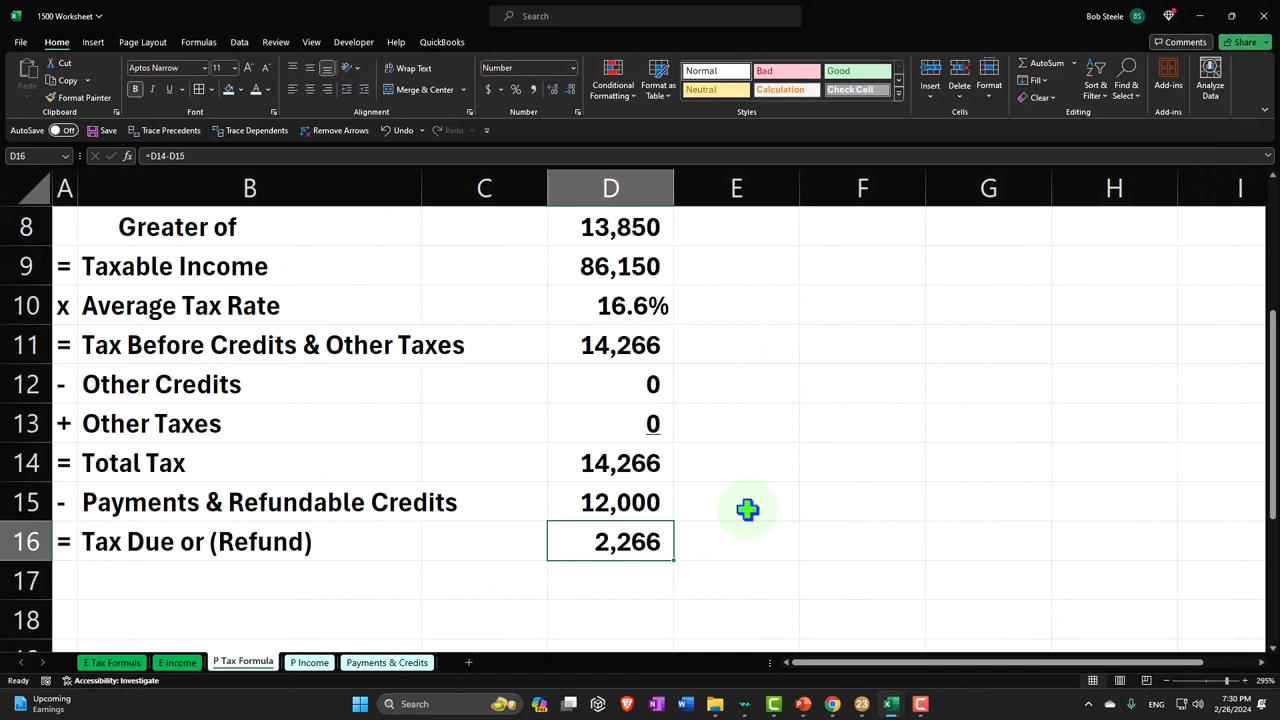 1500 Worksheet
Search
Bob Steele BS
File Home Insert Page Layout Formulas Data Review View Developer Help QuickBooks Comments Share
Cut
Copy
Format Painter
Paste
Aptos Narrow 11
Wrap Text
Merge & Center
Number
Conditional Formatting
Format as Table
Normal Bad Good
Neutral Calculation Check Cell
Insert Delete Format
AutoSum
Fill
Clear
Sort & Filter
Find & Select
Add-ins
Analyze Data
Clipboard Font Alignment Number Styles Cells Editing Add-ins
AutoSave Off Save Trace Precedents Trace Dependents Remove Arrows Undo Redo
D16 fx =D14-D15
A B C D E F G H I
8 Greater of 13,850
9 = Taxable Income 86,150
10 x Average Tax Rate 16.6%
11 = Tax Before Credits & Other Taxes 14,266
12 - Other Credits 0
13 + Other Taxes 0
14 = Total Tax 14,266
15 - Payments & Refundable Credits 12,000
16 = Tax Due or (Refund) 2,266
17
18
E Tax Formuls E Income P Tax Formula P Income Payments & Credits
Ready Accessibility: Investigate 295%
Upcoming
Earnings
Search
23
ENG
7:30 PM
2/26/2024